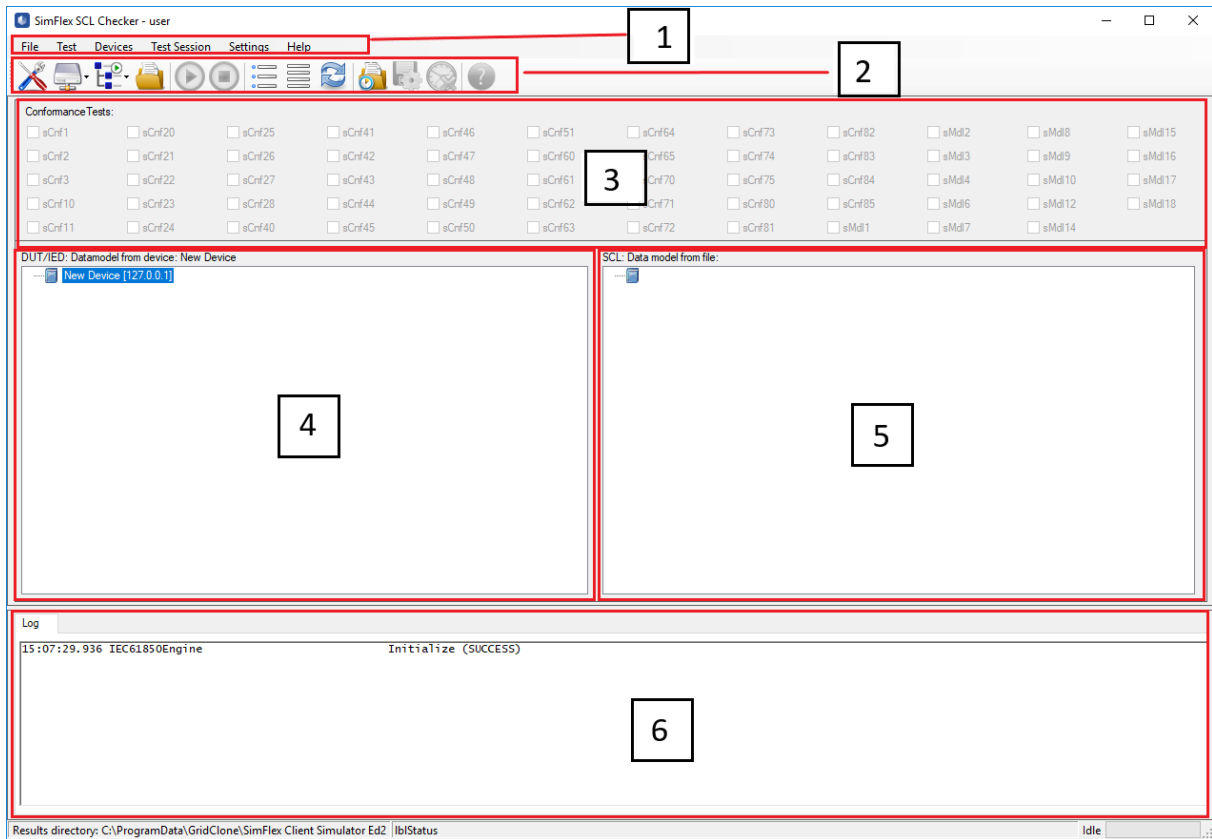 SimFlex SCL Checker - user
1
File Test Devices Test Session Settings Help
2
ConformanceTests:
sCnf1 sCnf20 sCnf25 sCnf41 sCnf46 sCnf51 sCnf64 sCnf73 sCnf82 sMdl2 sMdl8 sMdl15
sCnf2 sCnf21 sCnf26 sCnf42 sCnf47 sCnf60 sCnf65 sCnf74 sCnf83 sMdl3 sMdl9 sMdl16
sCnf3 sCnf22 sCnf27 sCnf43 sCnf48 sCnf61 3 sCnf70 sCnf75 sCnf84 sMdl4 sMdl10 sMdl17
sCnf10 sCnf23 sCnf28 sCnf44 sCnf49 sCnf62 sCnf71 sCnf80 sCnf85 sMdl6 sMdl12 sMdl18
sCnf11 sCnf24 sCnf40 sCnf45 sCnf50 sCnf63 sCnf72 sCnf81 sMdl1 sMdl7 sMdl14
DUT/IED: Datamodel from device: New Device
New Device [127.0.0.1]
4
SCL: Data model from file:
5
Log
15:07:29.936 IEC61850Engine Initialize (SUCCESS)
6
Results directory: C:\ProgramData\GridClone\SimFlex Client Simulator Ed2 lblStatus Idle